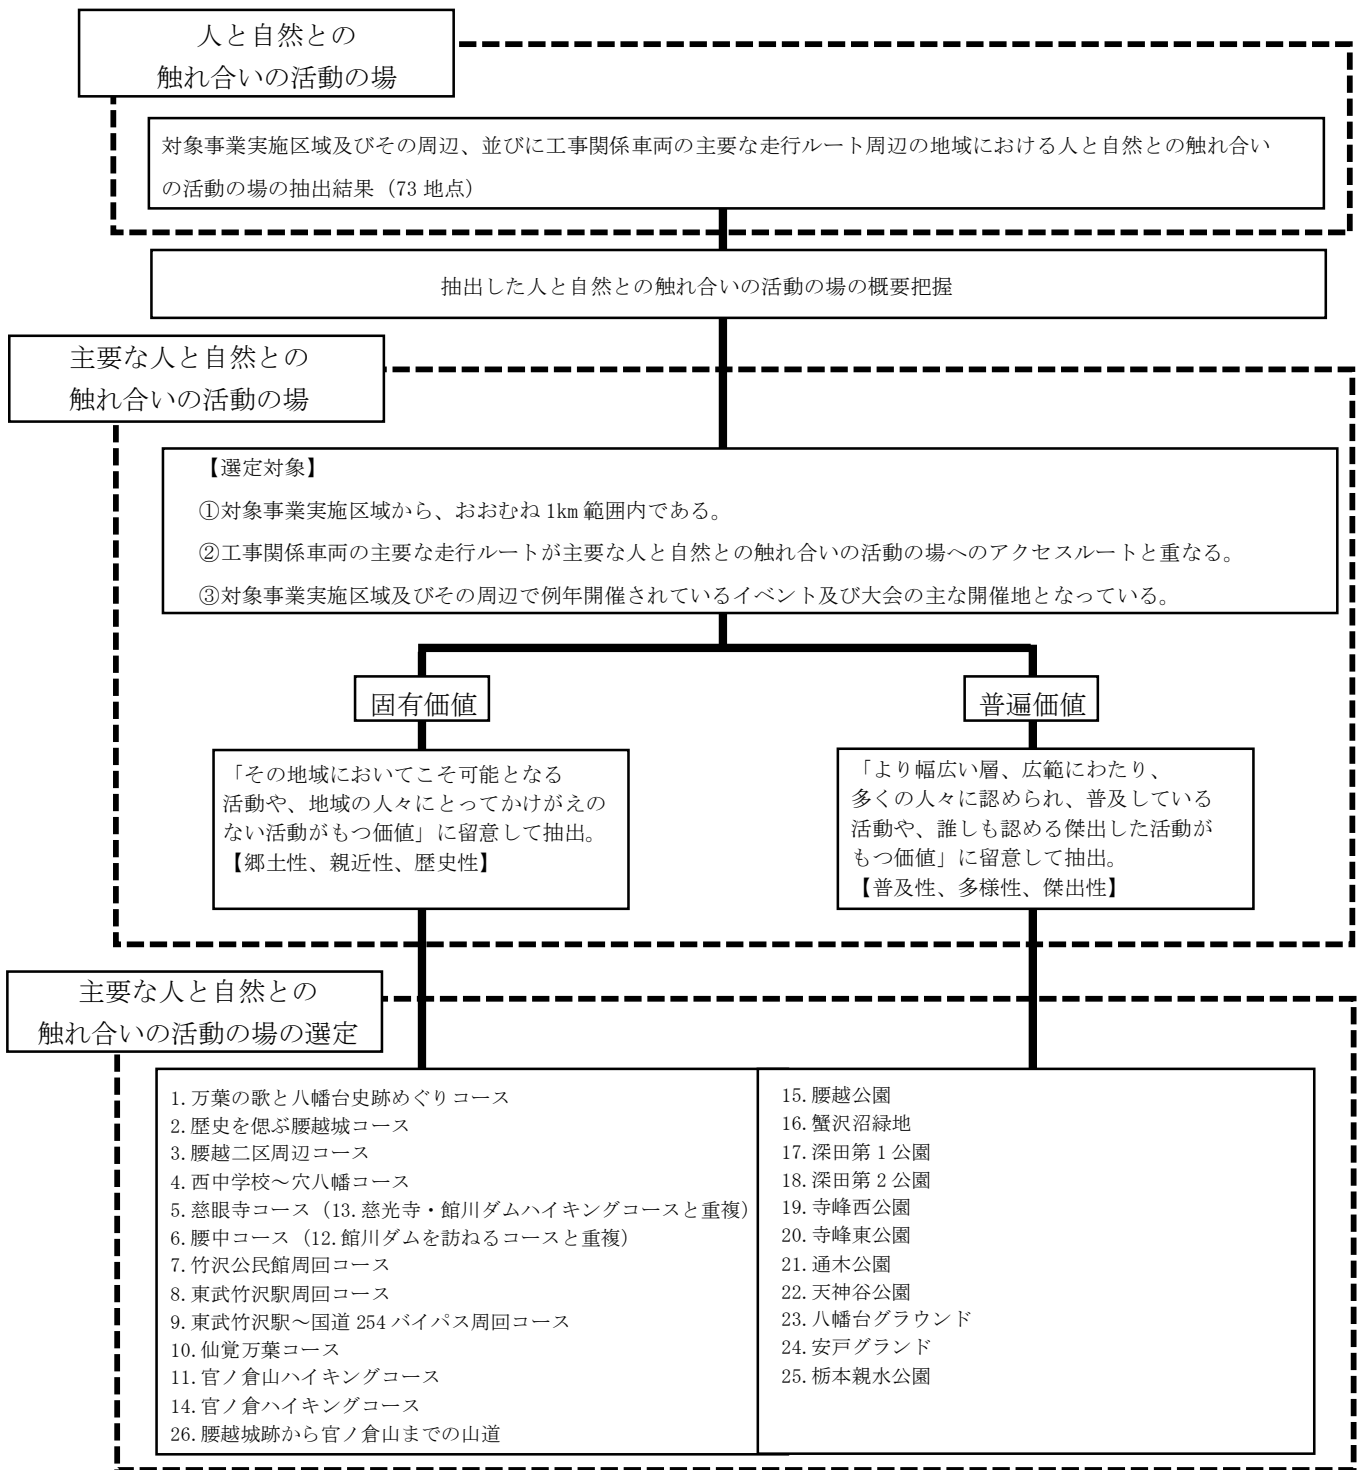 人と自然との
触れ合いの活動の場
対象事業実施区域及びその周辺、並びに工事関係車両の主要な走行ルート周辺の地域における人と自然との触れ合い
の活動の場の抽出結果（73 地点）
抽出した人と自然との触れ合いの活動の場の概要把握
主要な人と自然との
触れ合いの活動の場
【選定対象】
①対象事業実施区域から、おおむね 1km 範囲内である。
②工事関係車両の主要な走行ルートが主要な人と自然との触れ合いの活動の場へのアクセスルートと重なる。
③対象事業実施区域及びその周辺で例年開催されているイベント及び大会の主な開催地となっている。
固有価値
「その地域においてこそ可能となる
活動や、地域の人々にとってかけがえの
ない活動がもつ価値」に留意して抽出。
【郷土性、親近性、歴史性】
普遍価値
「より幅広い層、広範にわたり、
多くの人々に認められ、普及している
活動や、誰しも認める傑出した活動が
もつ価値」に留意して抽出。
【普及性、多様性、傑出性】
主要な人と自然との
触れ合いの活動の場の選定
1.万葉の歌と八幡台史跡めぐりコース
2.歴史を偲ぶ腰越城コース
3.腰越二区周辺コース
4.西中学校～穴八幡コース
5.慈眼寺コース（13.慈光寺・館川ダムハイキングコースと重複）
6.腰中コース（12.館川ダムを訪ねるコースと重複）
7.竹沢公民館周回コース
8.東武竹沢駅周回コース
9.東武竹沢駅～国道 254 バイパス周回コース
10.仙覚万葉コース
11.官ノ倉山ハイキングコース
14.官ノ倉ハイキングコース
26.腰越城跡から官ノ倉山までの山道
15.腰越公園
16.蟹沢沼緑地
17.深田第 1 公園
18.深田第 2 公園
19.寺峰西公園
20.寺峰東公園
21.通木公園
22.天神谷公園
23.八幡台グラウンド
24.安戸グランド
25.栃本親水公園